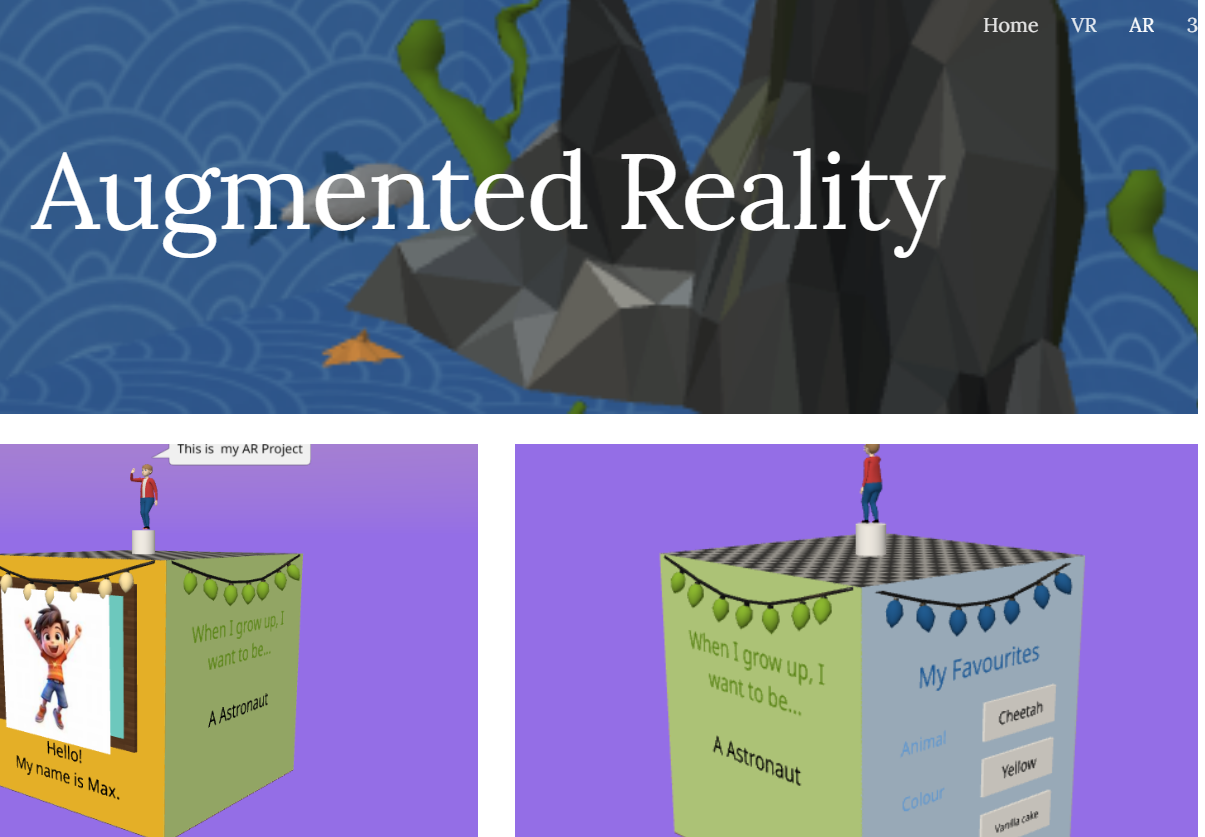 Home VR AR 3
Augmented Reality
This is my AR Project
When I grow up, I
want to be...
A Astronaut
Hello!
My name is Max.
When I grow up, I
want to be...
A Astronaut
My Favourites
Animal Cheetah
Colour Yellow
Vanilla cake